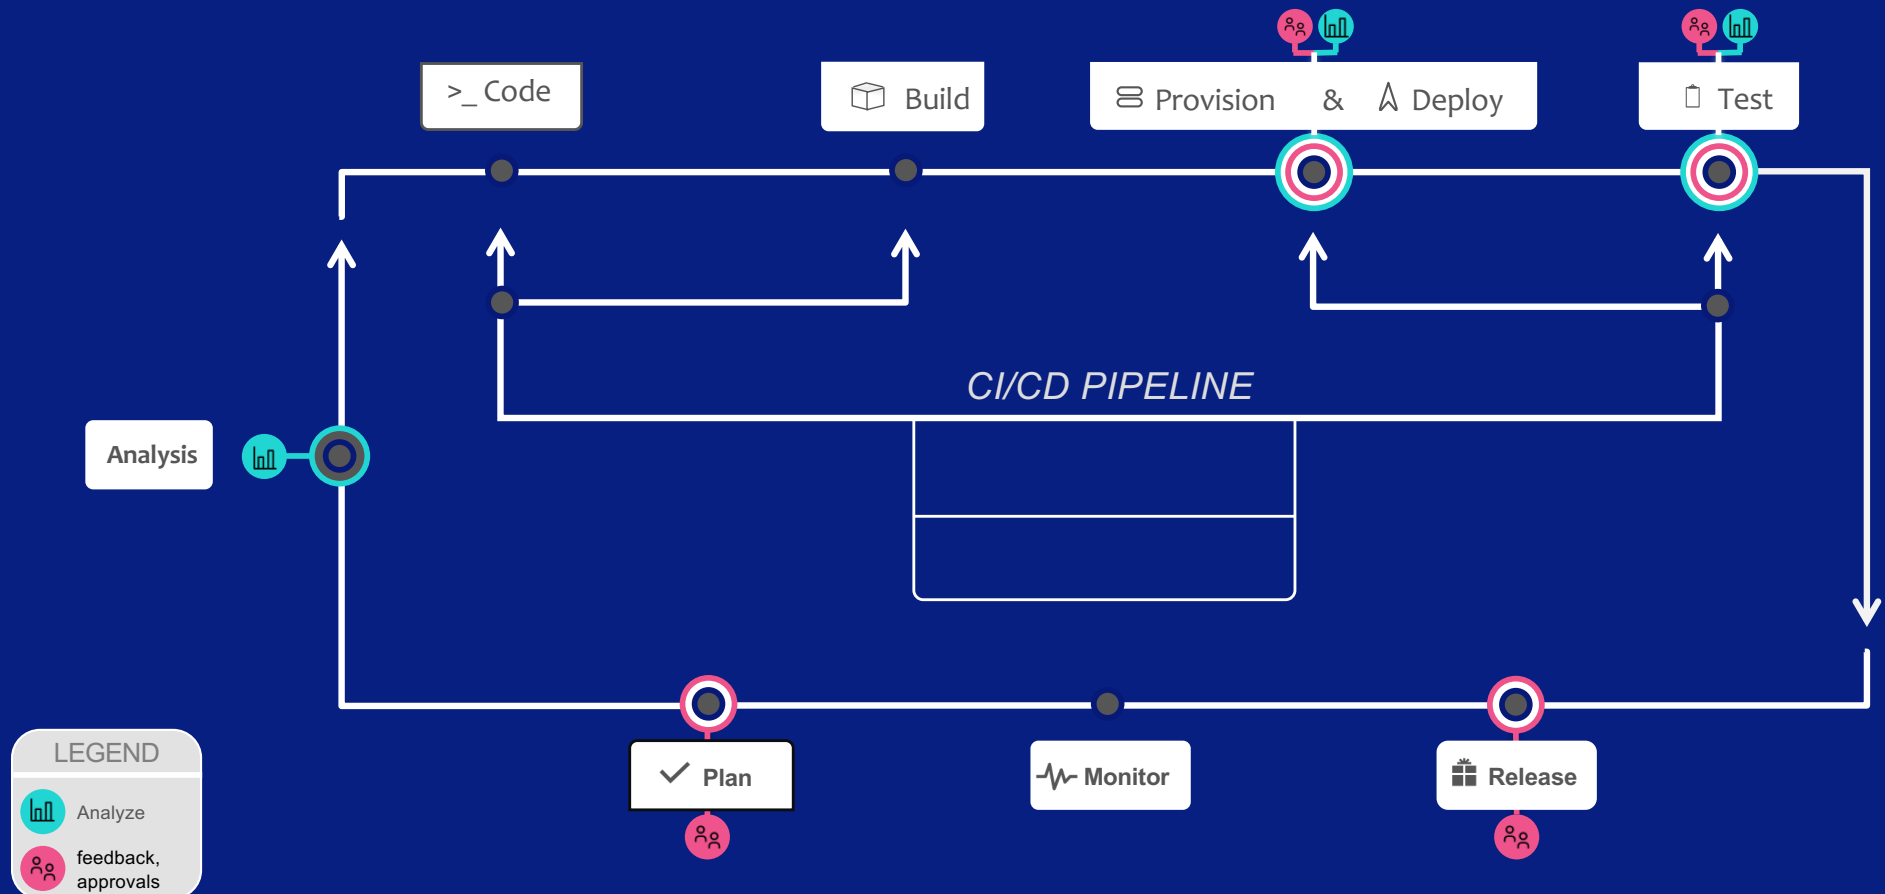 >_ Code
Build
Provision & Deploy
Test
CI/CD PIPELINE
Analysis
Plan
Monitor
Release
LEGEND
Analyze
feedback,
approvals